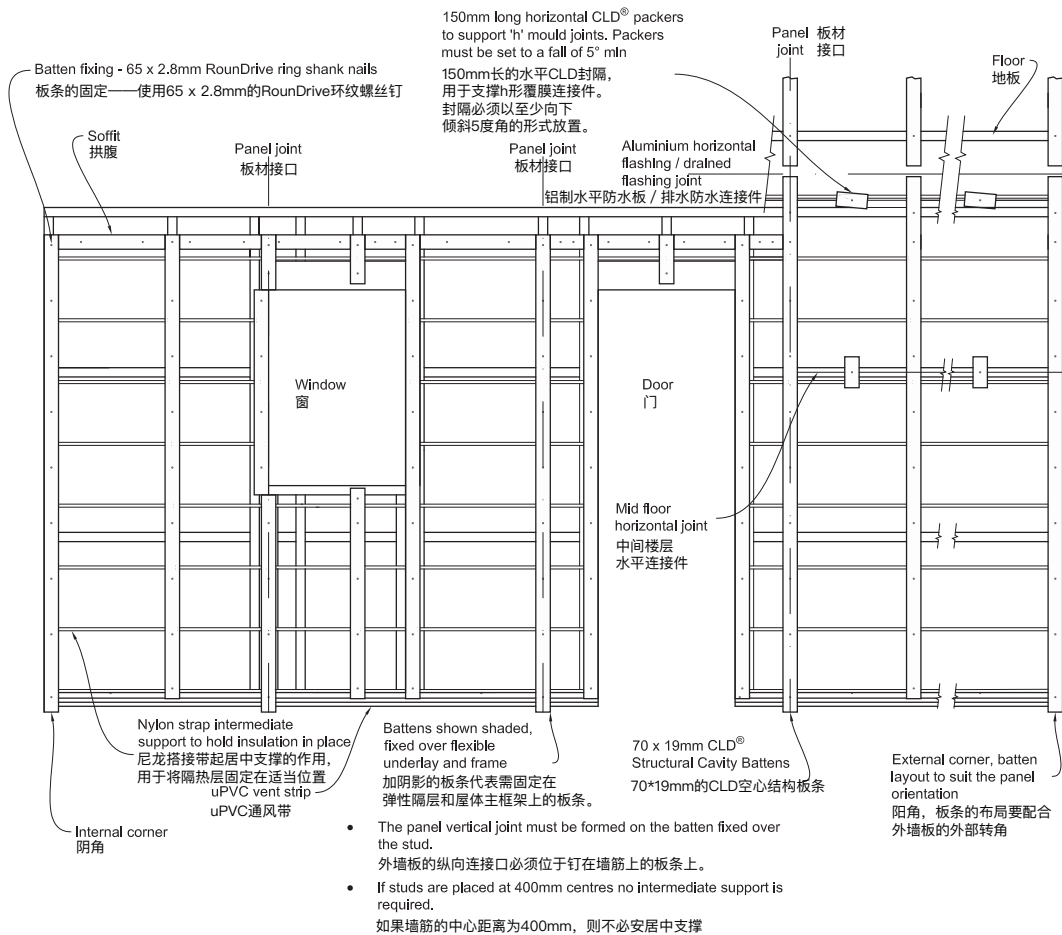 150mm long horizontal CLD® packers
to support 'h' mould joints. Packers
must be set to a fall of 5° mln
150mm长的水平CLD封隔，
用于支撑h形覆膜连接件。
封隔必须以至少向下
倾斜5度角的形式放置。
Panel 板材
joint 接口
Floor
地板
Batten fixing - 65 x 2.8mm RounDrive ring shank nails
板条的固定——使用65 x 2.8mm的RounDrive环纹螺丝钉
Soffit
拱腹
Panel joint
板材接口
Panel joint
板材接口
Aluminium horizontal
flashing / dralned
flashing joint
铝制水平防水板 / 排水防水连接件
Window
窗
Door
门
Mid floor
horizontal joint
中间楼层
水平连接件
Nylon strap intermediate
support to hold insulation in place
尼龙搭接带起居中支撑的作用，
用于将隔热层固定在适当位置
uPVC vent strip
uPVC通风带
Internal corner
阴角
Battens shown shaded,
fixed over flexible
underlay and frame
加阴影的板条代表需固定在
弹性隔层和屋体主框架上的板条。
70 x 19mm CLD®
Structural Cavity Battens
70*19mm的CLD空心结构板条
External corner, batten
layout to suit the panel
orientation
阳角，板条的布局要配合
外墙板的外部转角
• The panel vertical joint must be formed on the batten fixed over
the stud.
外墙板的纵向连接口必须位于钉在墙筋上的板条上。
• If studs are placed at 400mm centres no intermediate support is
required.
如果墙筋的中心距离为400mm，则不必安居中支撑